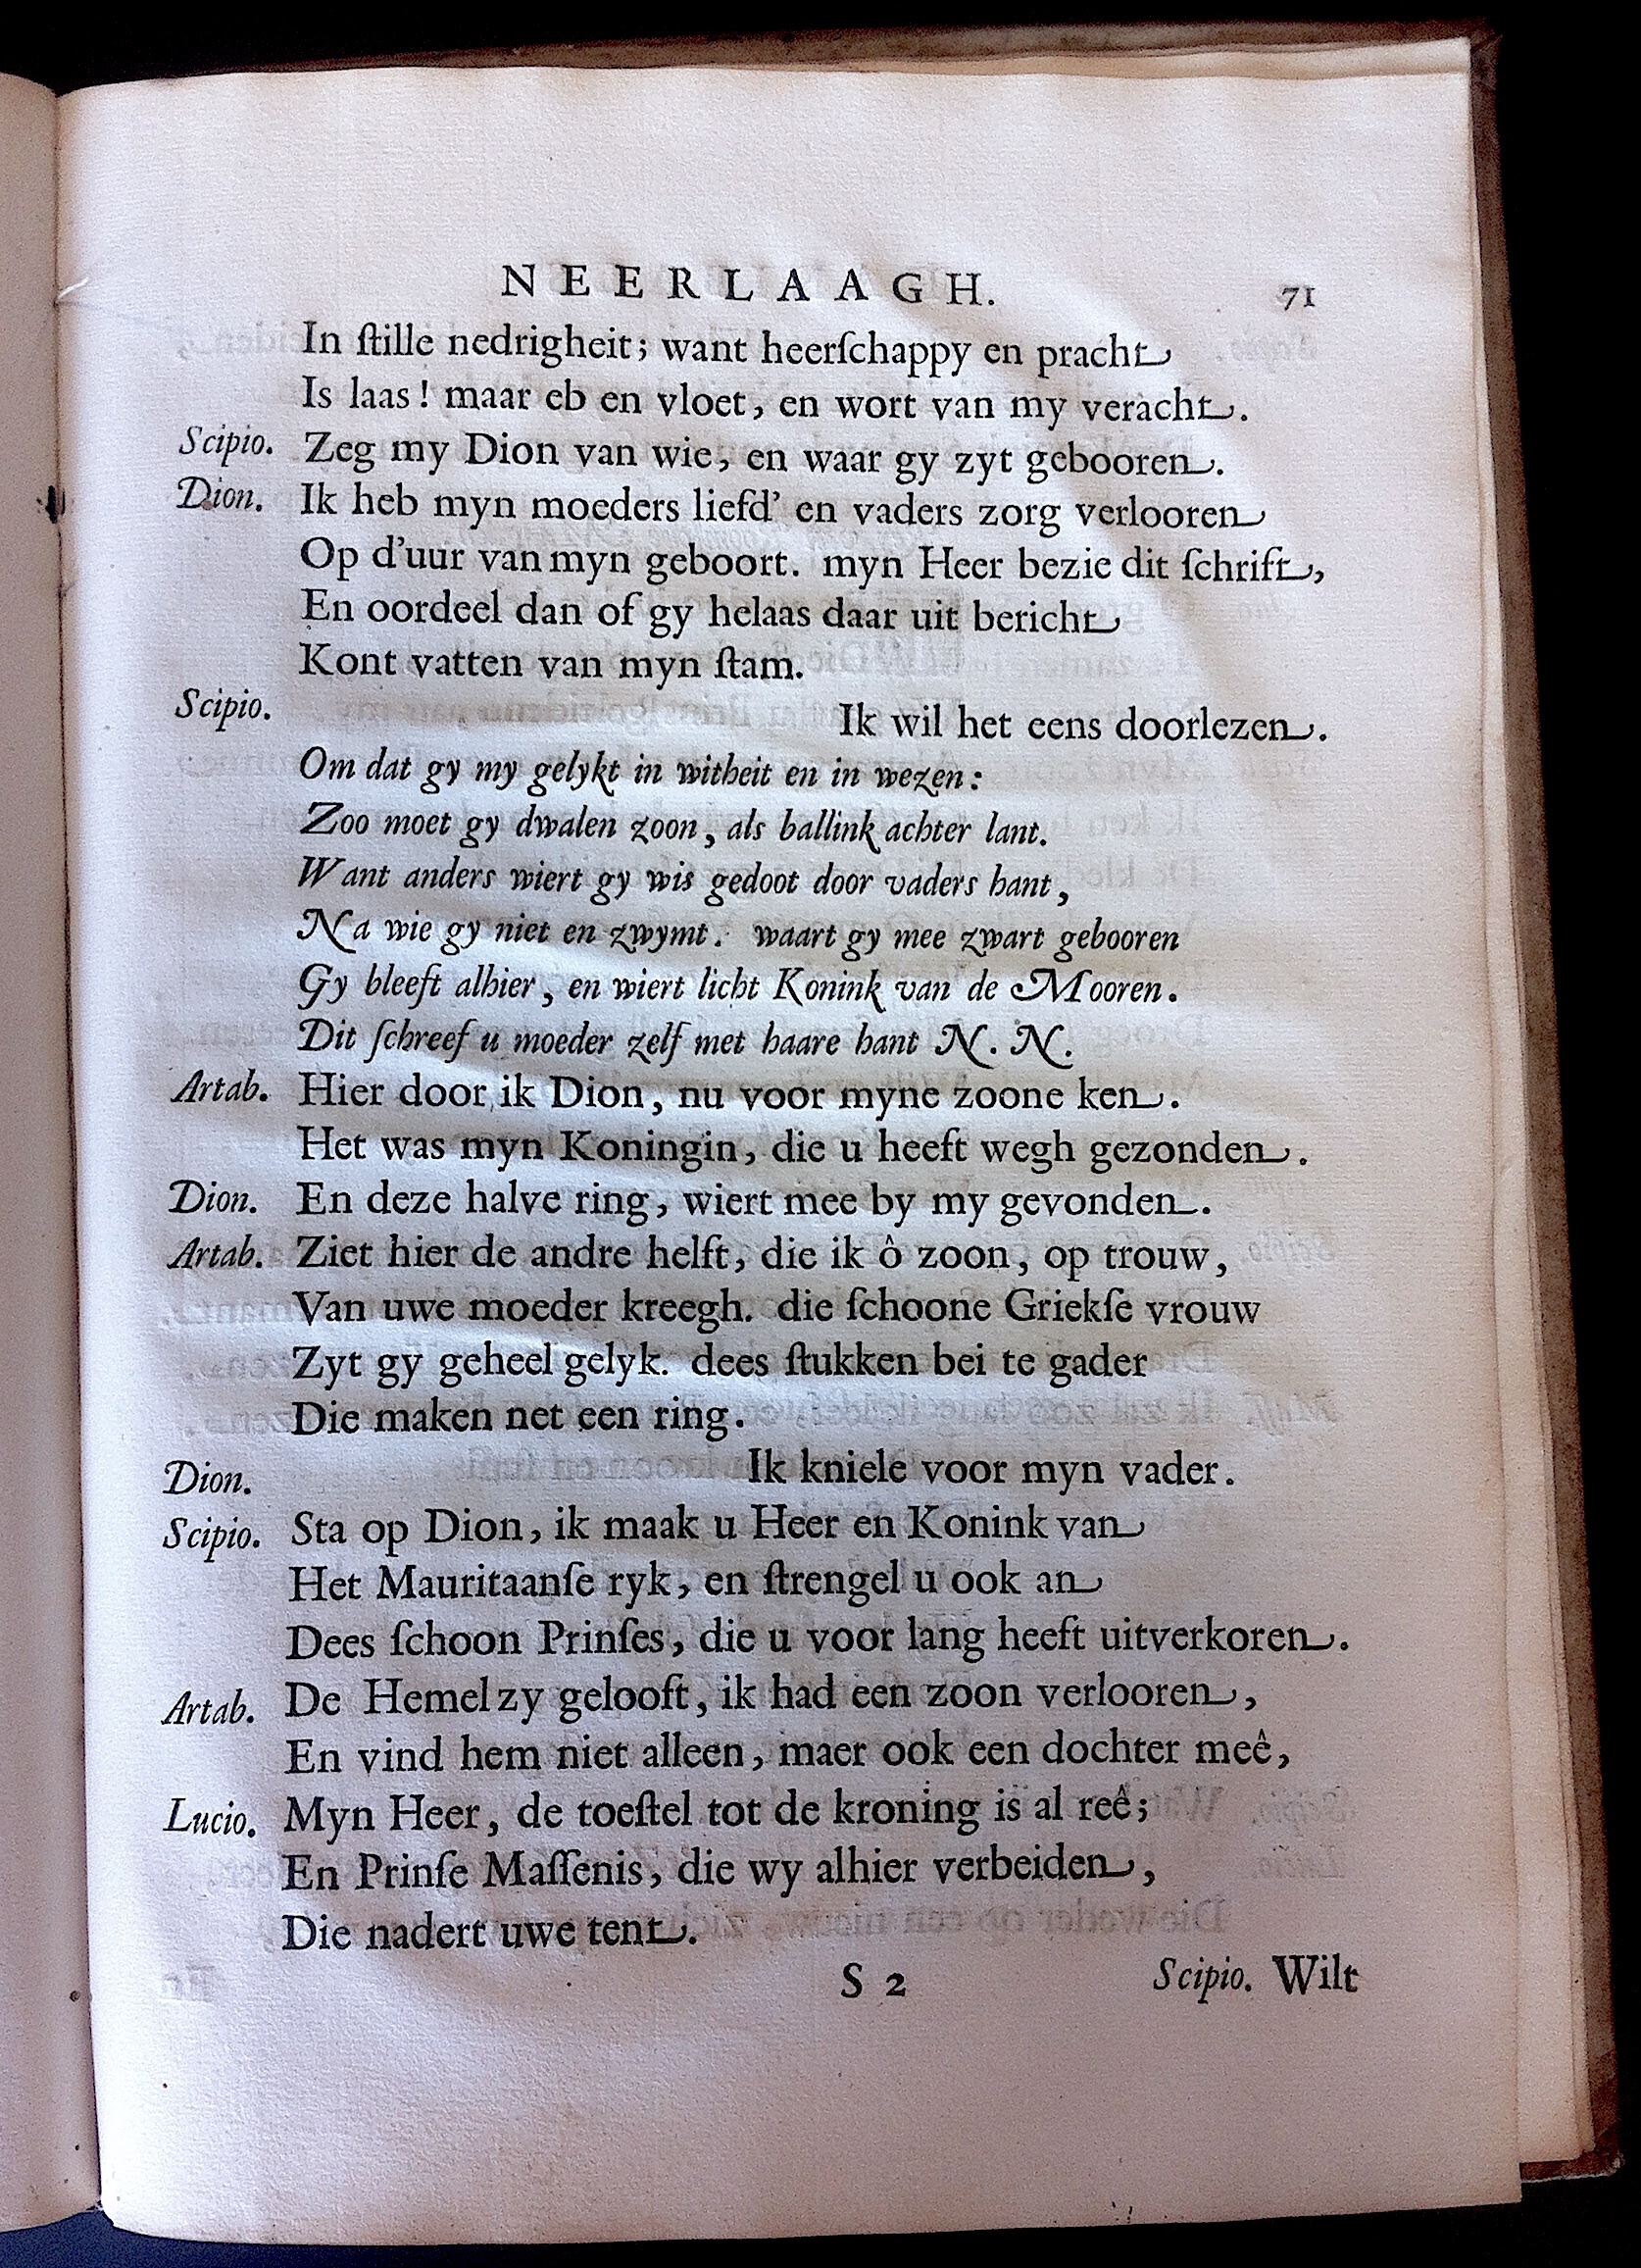 NEERLAAGH. 71
In ſtille nedrigheit; want heerſchappy en pracht
Is laas! maar eb en vloet, en wort van my veracht.
Scipio. Zeg my Dion van wie, en waar gy zyt gebooren.
Dion. Ik heb myn moeders liefd' en vaders zorg verlooren
Op d'uur van myn geboort. myn Heer bezie dit ſchrift,
En oordeel dan of gy helaas daar uit bericht
Kont vatten van myn ſtam.
Scipio. Ik wil het eens doorlezen.
Om dat gy my gelykt in witheit en in wezen:
Zoo moet gy dwalen zoon, als ballink achter lant.
Want anders wiert gy wis gedoot door vaders hant,
Na wie gy niet en zwymt. waart gy mee zwart gebooren
Gy bleeft alhier, en wiert licht Konink van de Mooren.
Dit ſchreef u moeder zelf met haare hant N. N.
Artab. Hier door ik Dion, nu voor myne zoone ken.
Het was myn Koningin, die u heeft wegh gezonden.
Dion. En deze halve ring, wiert mee by my gevonden.
Artab. Ziet hier de andre helft, die ik ô zoon, op trouw,
Van uwe moeder kreegh. die ſchoone Griekſe vrouw
Zyt gy geheel gelyk. dees ſtukken bei te gader
Die maken net een ring.
Dion. Ik kniele voor myn vader.
Scipio. Sta op Dion, ik maak u Heer en Konink van
Het Mauritaanſe ryk, en ſtrengel u ook an
Dees ſchoon Prinſes, die u voor lang heeft uitverkoren.
Artab. De Hemel zy gelooft, ik had een zoon verlooren,
En vind hem niet alleen, maer ook een dochter meê,
Lucio. Myn Heer, de toeſtel tot de kroning is al reê;
En Prinſe Maſſenis, die wy alhier verbeiden,
Die nadert uwe tent.
S 2 Scipio. Wilt